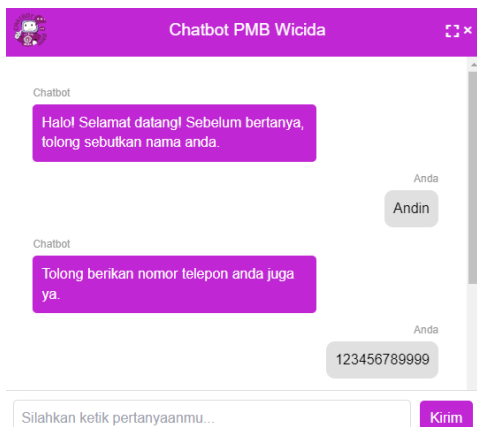 Chatbot PMB Wicida
Chatbot
Halo! Selamat datang! Sebelum bertanya,
tolong sebutkan nama anda.
Anda
Andin
Chatbot
Tolong berikan nomor telepon anda juga
ya.
Anda
123456789999
Silahkan ketik pertanyaanmu...
Kirim